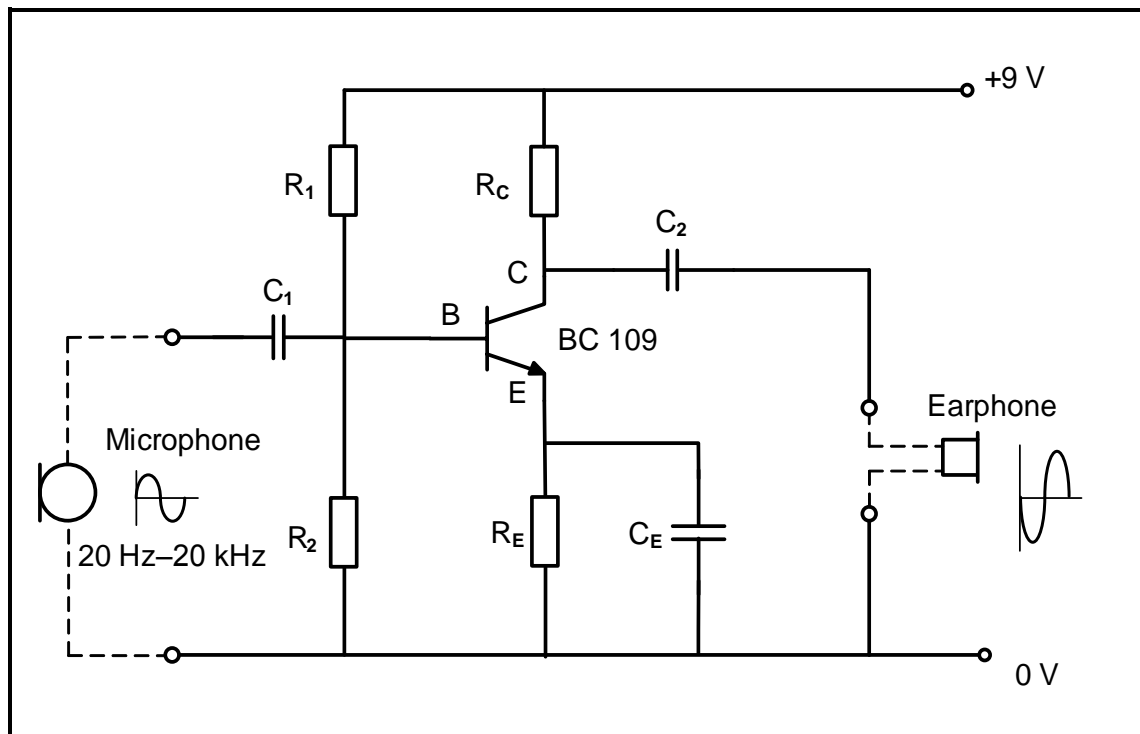 +9 V
R1
RC
C2
C
C1
B
BC 109
E
Earphone
Microphone
R2
RE
CE
20 Hz–20 kHz
0 V